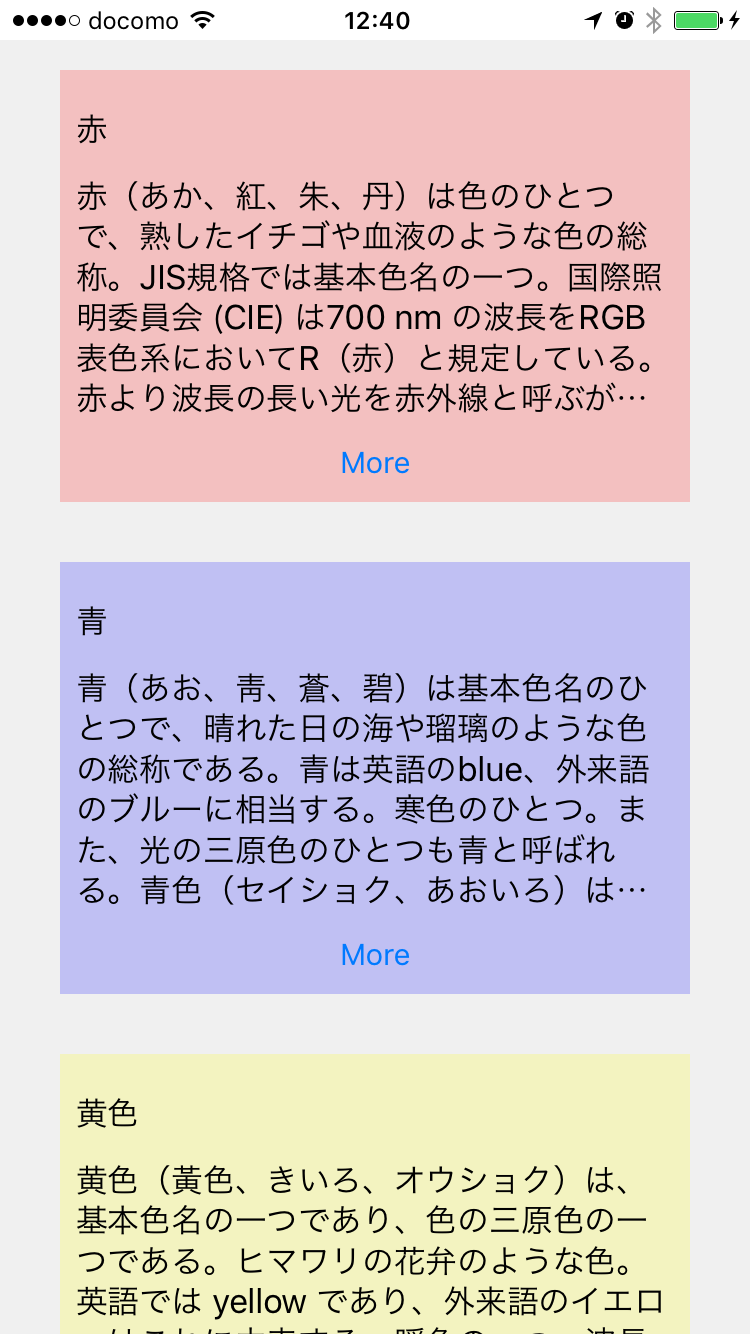 docomo
12:40
赤
赤（あか、紅、朱、丹）は色のひとつ
で、熟したイチゴや血液のような色の総
称。JIS規格では基本色名の一つ。国際照
明委員会 (CIE) は700 nm の波長をRGB
表色系においてR（赤）と規定している。
赤より波長の長い光を赤外線と呼ぶが…
More
青
青（あお、靑、蒼、碧）は基本色名のひ
とつで、晴れた日の海や瑠璃のような色
の総称である。青は英語のblue、外来語
のブルーに相当する。寒色のひとつ。ま
た、光の三原色のひとつも青と呼ばれ
る。青色（セイショク、あおいろ）は…
More
黄色
黄色（黃色、きいろ、オウショク）は、
基本色名の一つであり、色の三原色の一
つである。ヒマワリの花弁のような色。
英語では yellow であり、外来語のイエロ